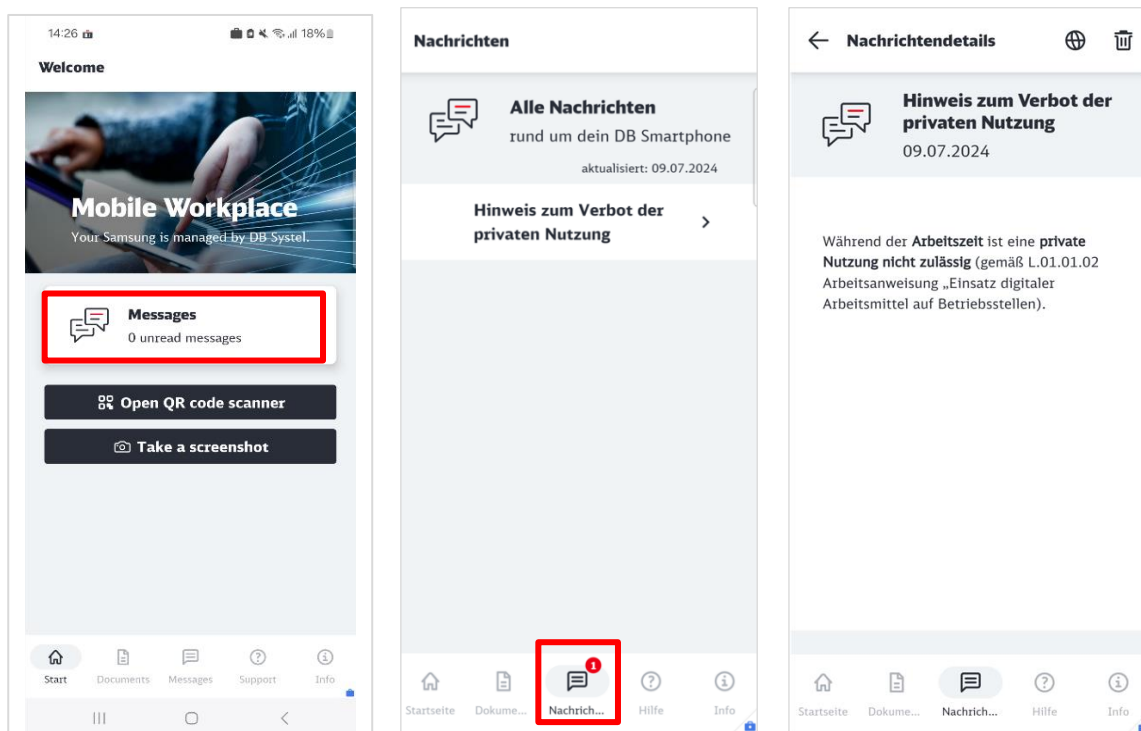 14:26
18%
Welcome
Mobile Workplace
Your Samsung is managed by DB Systel.
Messages
0 unread messages
Open QR code scanner
Take a screenshot
Start Documents Messages Support Info
Nachrichten
Alle Nachrichten
rund um dein DB Smartphone
aktualisiert: 09.07.2024
Hinweis zum Verbot der
privaten Nutzung
1
Startseite Dokume... Nachrich... Hilfe Info
Nachrichtendetails
Hinweis zum Verbot der
privaten Nutzung
09.07.2024
Während der Arbeitszeit ist eine private
Nutzung nicht zulässig (gemäß L.01.01.02
Arbeitsanweisung „Einsatz digitaler
Arbeitsmittel auf Betriebsstellen).
Startseite Dokume... Nachrich... Hilfe Info